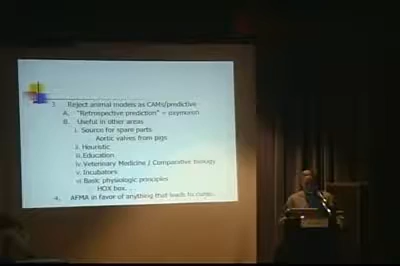 3. Reject animal models as CAMs/predictive
A. "Retrospective prediction" = oxymoron
B. Useful in other areas
i. Source for spare parts
Aortic valves from pigs
ii. Heuristic
iii.Education
iv.Veterinary Medicine / Comparative biology
v. Incubators
vi.Basic physiologic principles
HOX box. . .
4. AFMA in favor of anything that leads to cures.